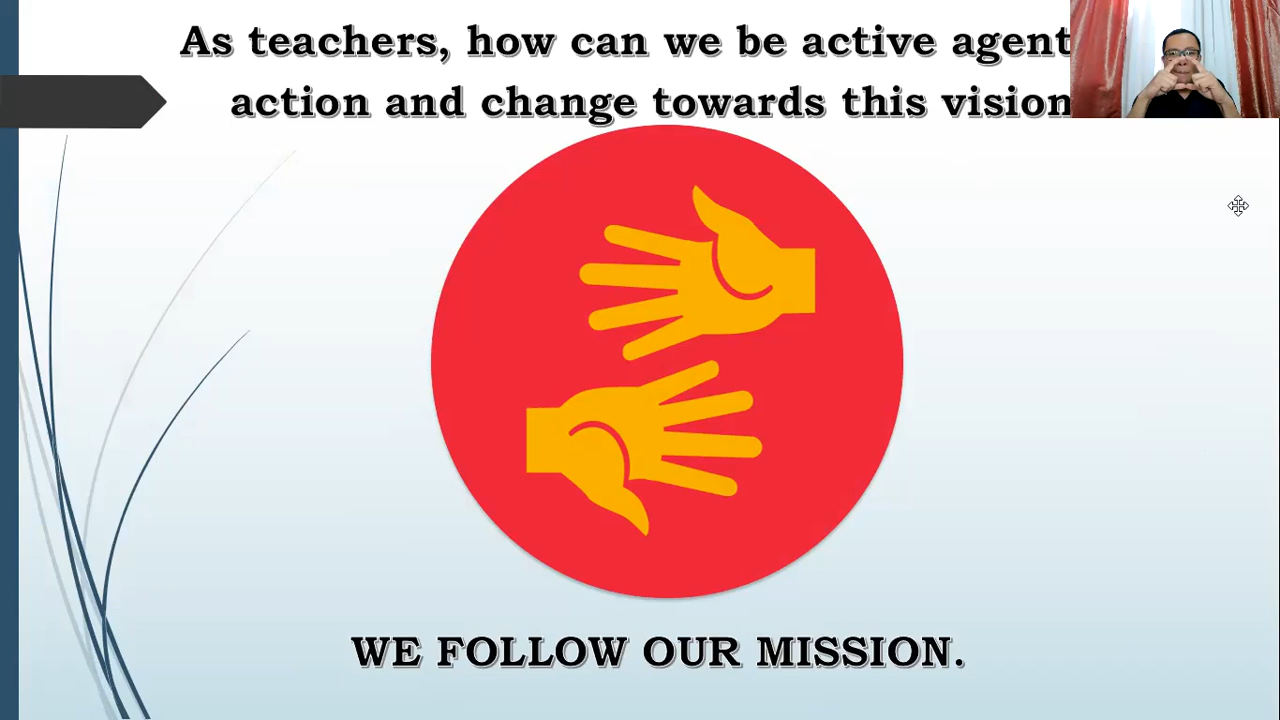 As teachers, how can we be active agent
action and change towards this vision
WE FOLLOW OUR MISSION.